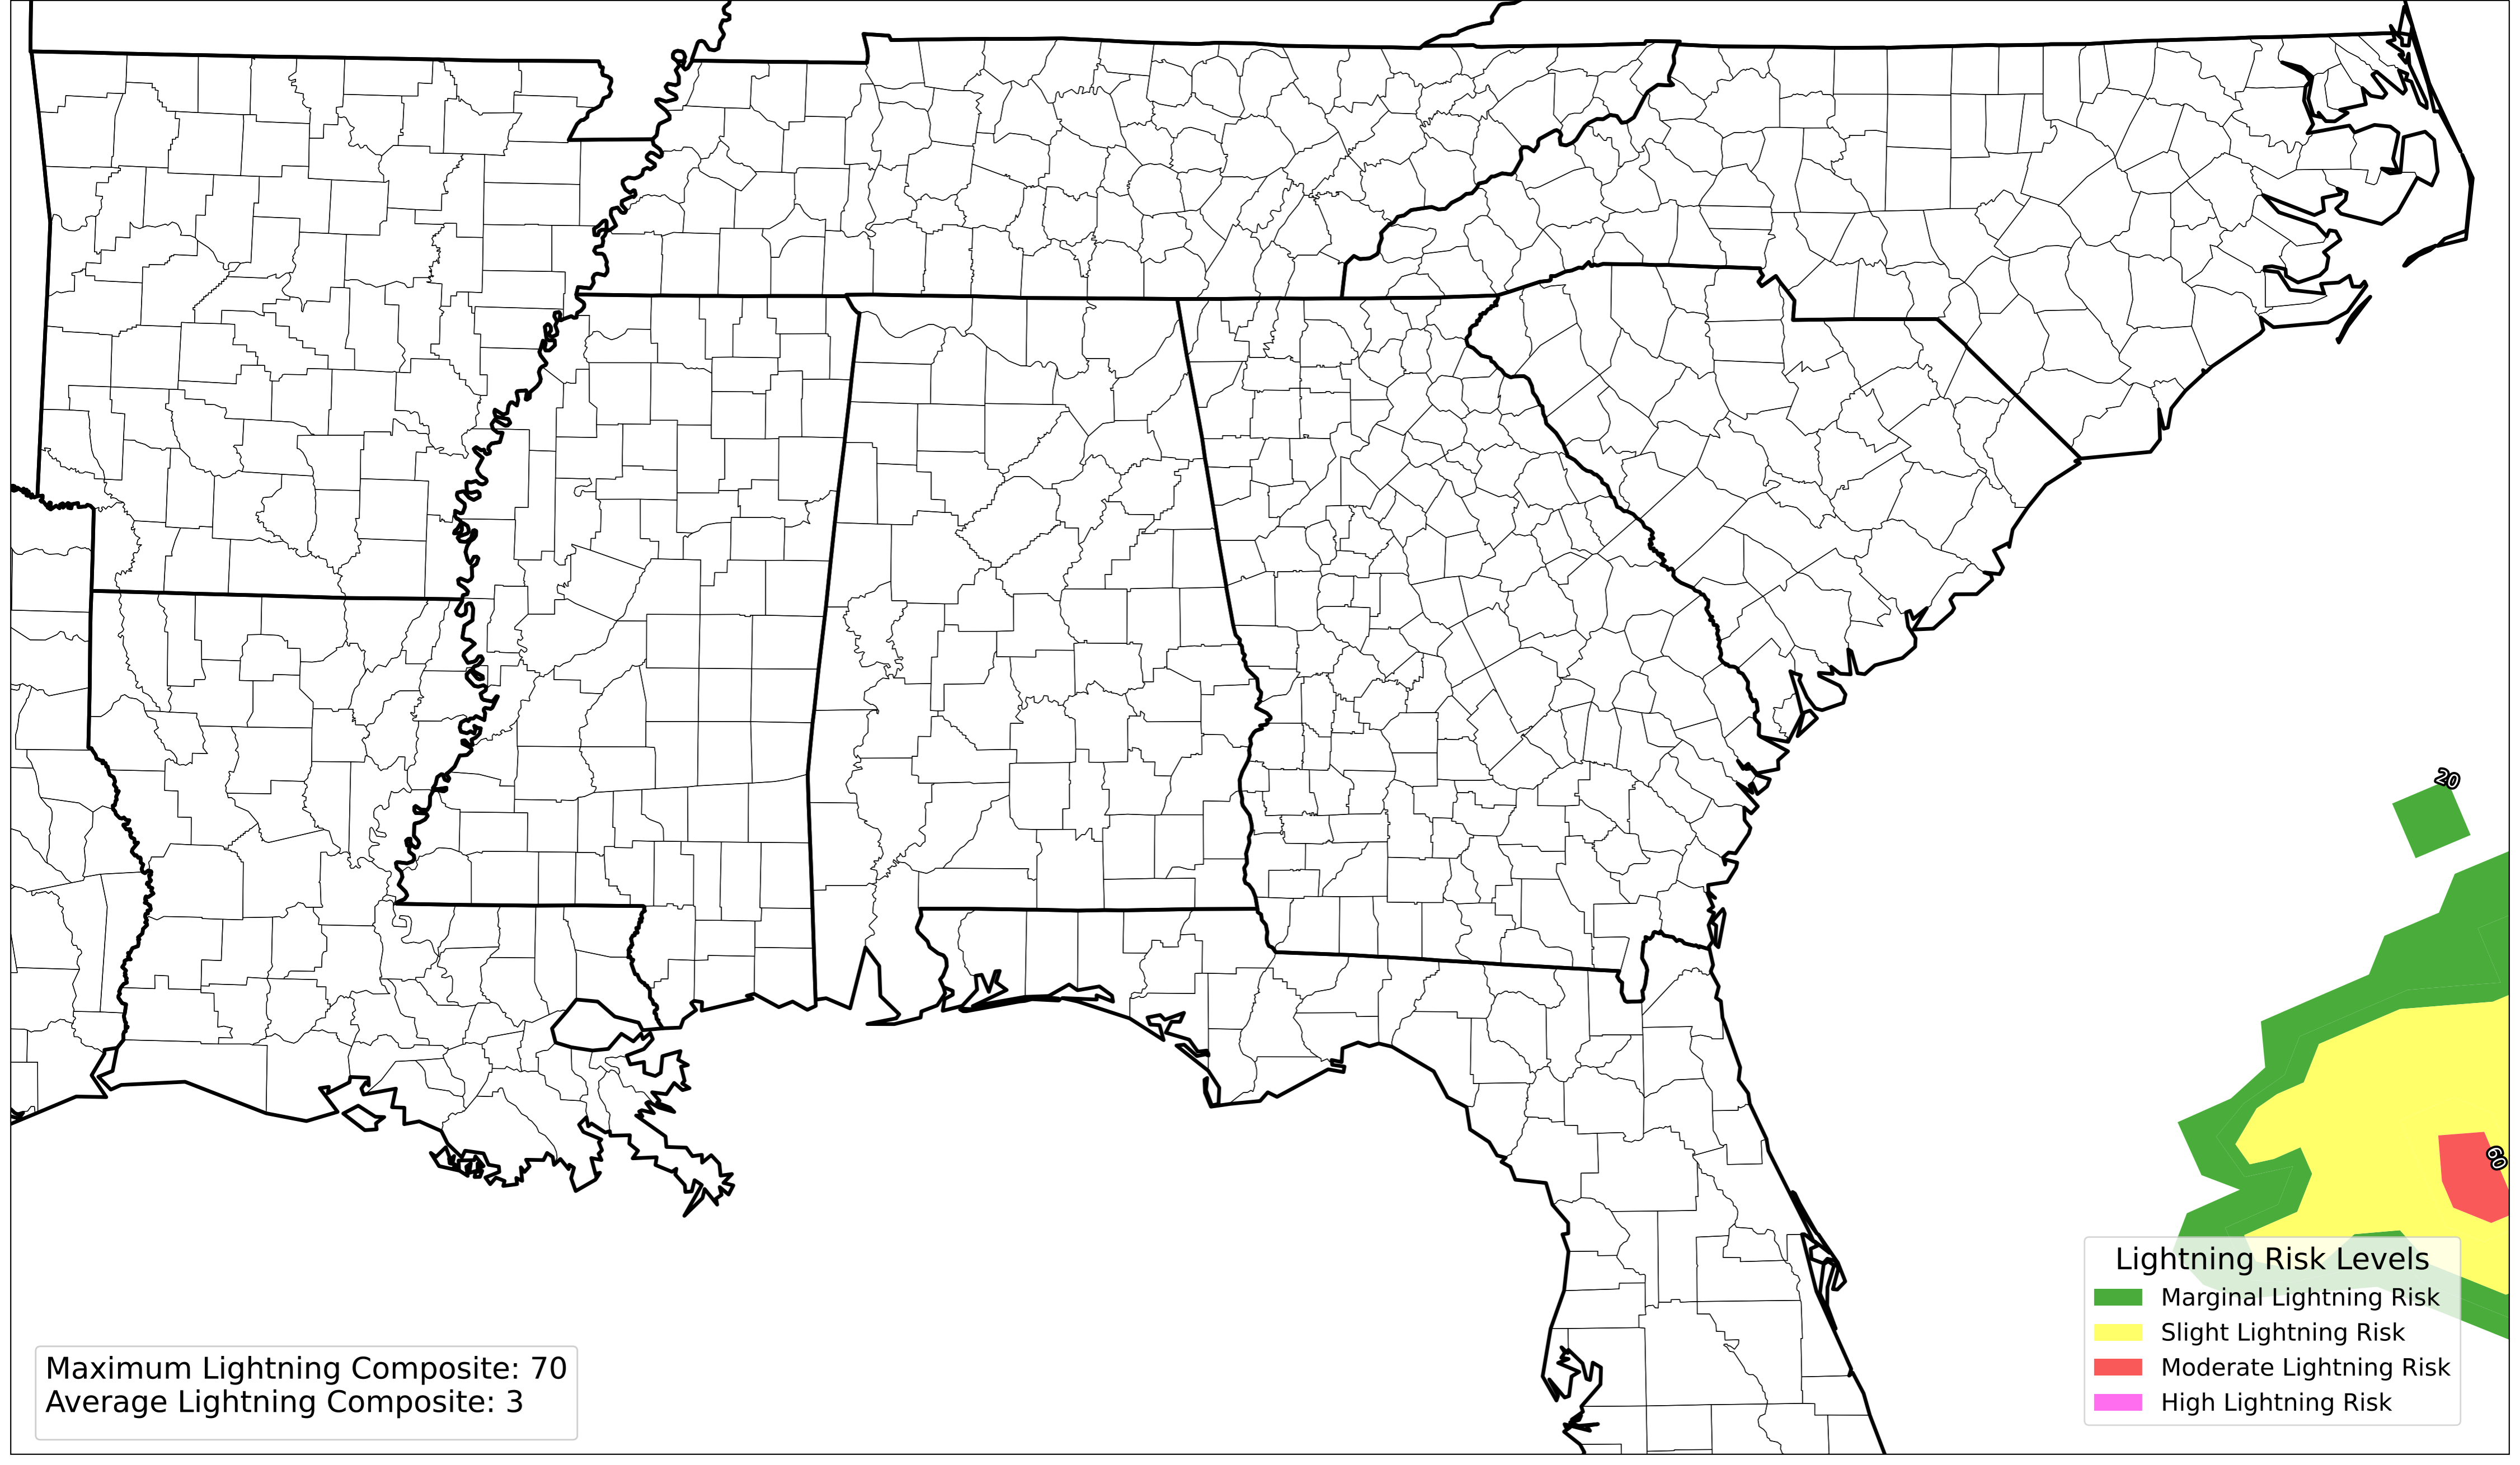 20
60
Lightning Risk Levels
Marginal Lightning Risk
Slight Lightning Risk
Moderate Lightning Risk
High Lightning Risk
Maximum Lightning Composite: 70
Average Lightning Composite: 3